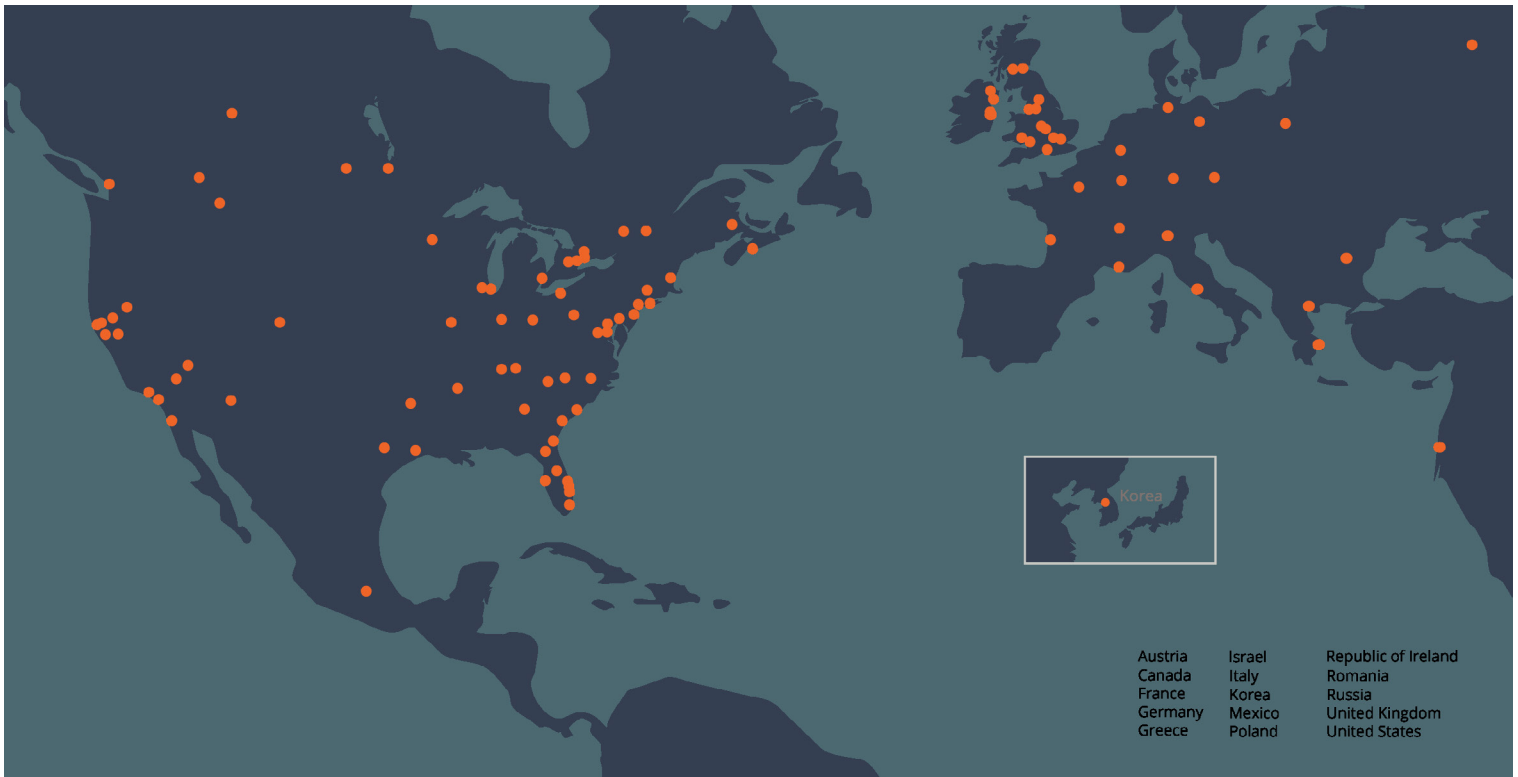 Korea
Austria
Canada
France
Germany
Greece
Israel
Italy
Korea
Mexico
Poland
Republic of Ireland
Romania
Russia
United Kingdom
United States